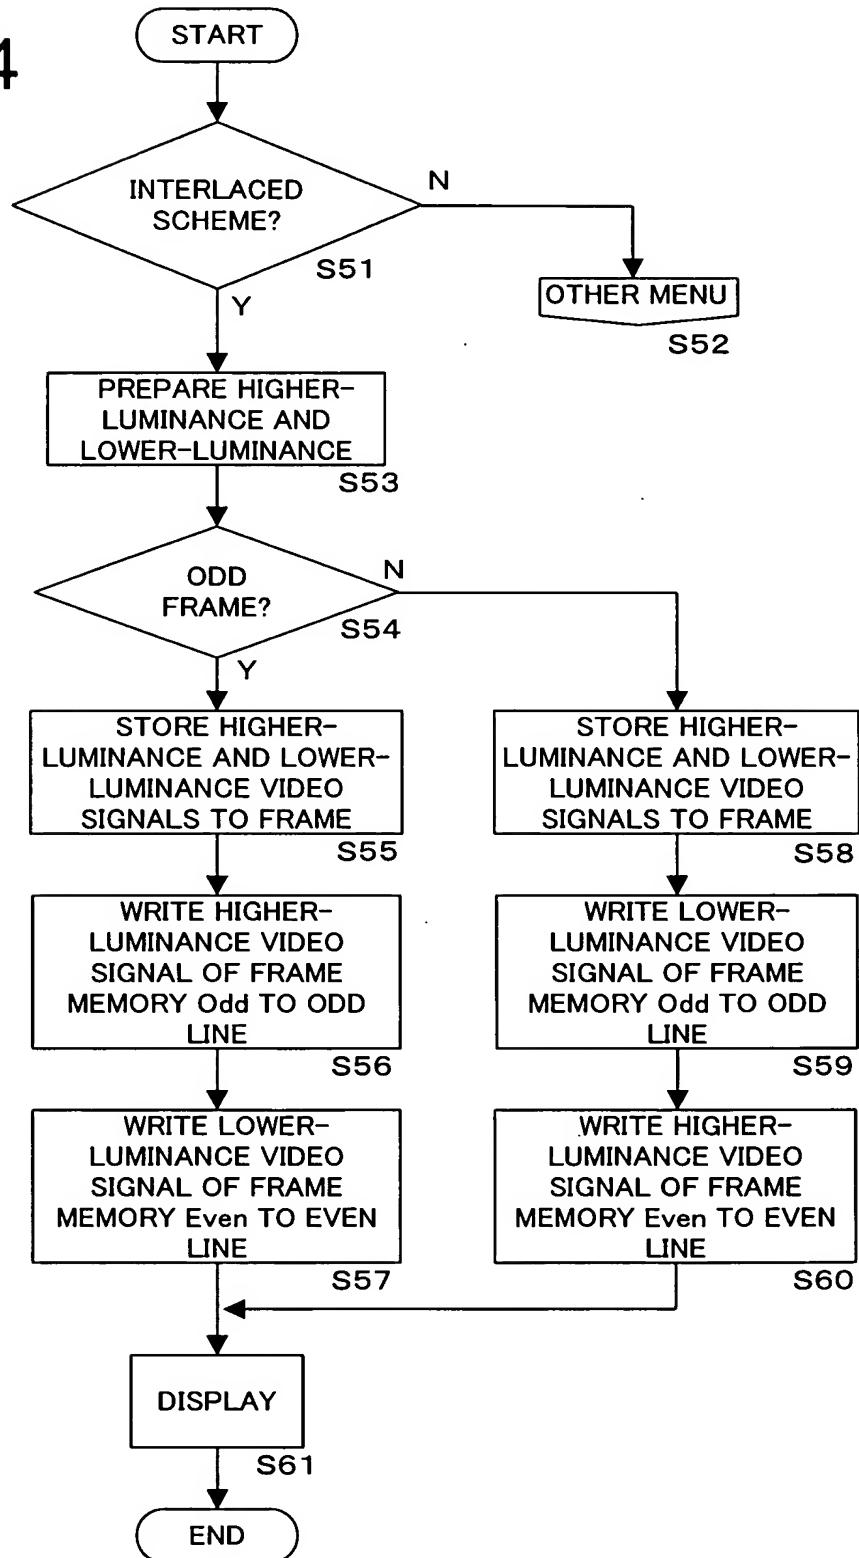 4
START
INTERLACED
SCHEME?
N
S51
Y
OTHER MENU
S52
PREPARE HIGHER-
LUMINANCE AND
LOWER-LUMINANCE
S53
ODD
FRAME?
N
S54
Y
STORE HIGHER-
LUMINANCE AND LOWER-
LUMINANCE VIDEO
SIGNALS TO FRAME
S55
STORE HIGHER-
LUMINANCE AND LOWER-
LUMINANCE VIDEO
SIGNALS TO FRAME
S58
WRITE HIGHER-
LUMINANCE VIDEO
SIGNAL OF FRAME
MEMORY Odd TO ODD
LINE
S56
WRITE LOWER-
LUMINANCE VIDEO
SIGNAL OF FRAME
MEMORY Odd TO ODD
LINE
S59
WRITE LOWER-
LUMINANCE VIDEO
SIGNAL OF FRAME
MEMORY Even TO EVEN
LINE
S57
WRITE HIGHER-
LUMINANCE VIDEO
SIGNAL OF FRAME
MEMORY Even TO EVEN
LINE
S60
DISPLAY
S61
END